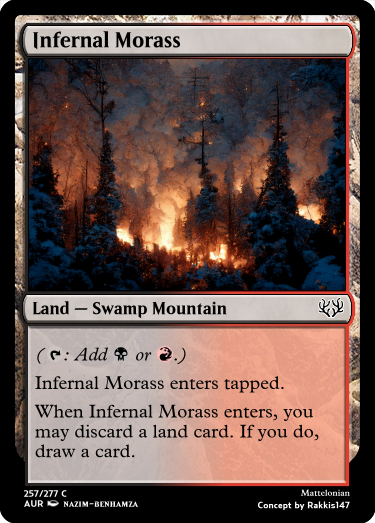 Infernal Morass
Land — Swamp Mountain
( : Add or .)
Infernal Morass enters tapped.
When Infernal Morass enters, you
may discard a land card. If you do,
draw a card.
257/277 C
Mattelonian
AUR NAZIM-BENHAMZA
Concept by Rakkis147